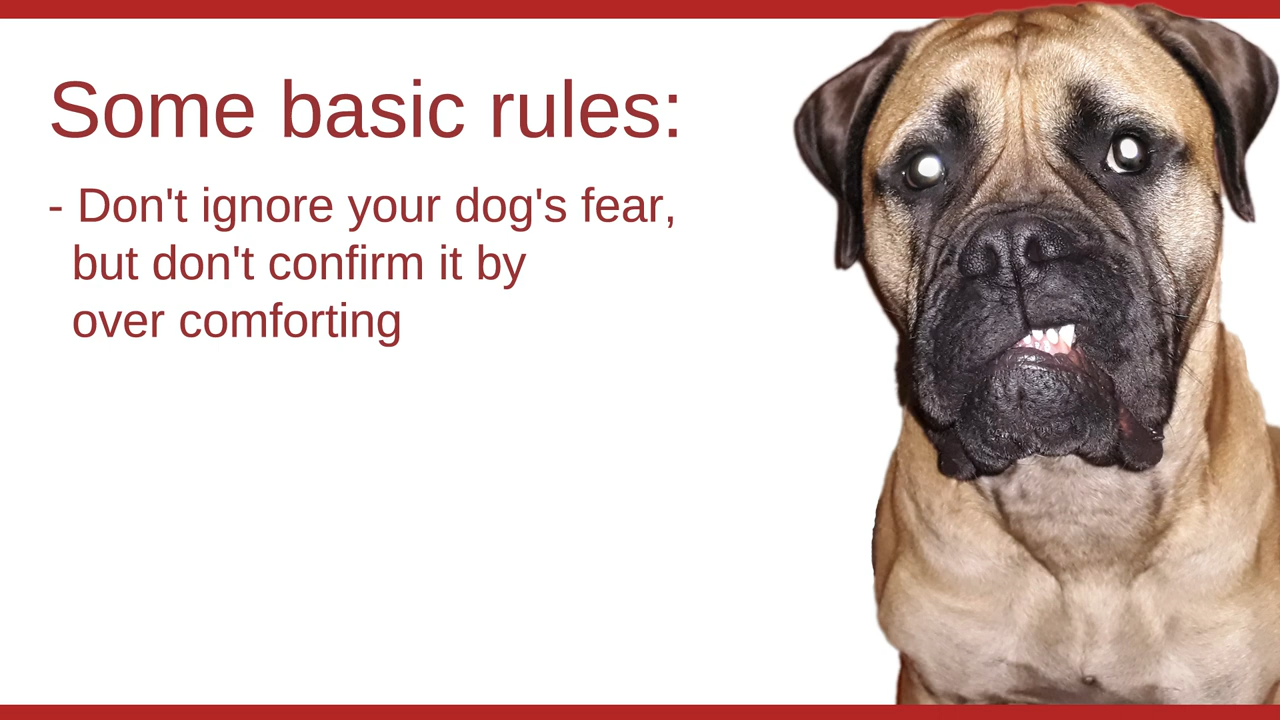 Some basic rules:
- Don't ignore your dog's fear,
but don't confirm it by
over comforting